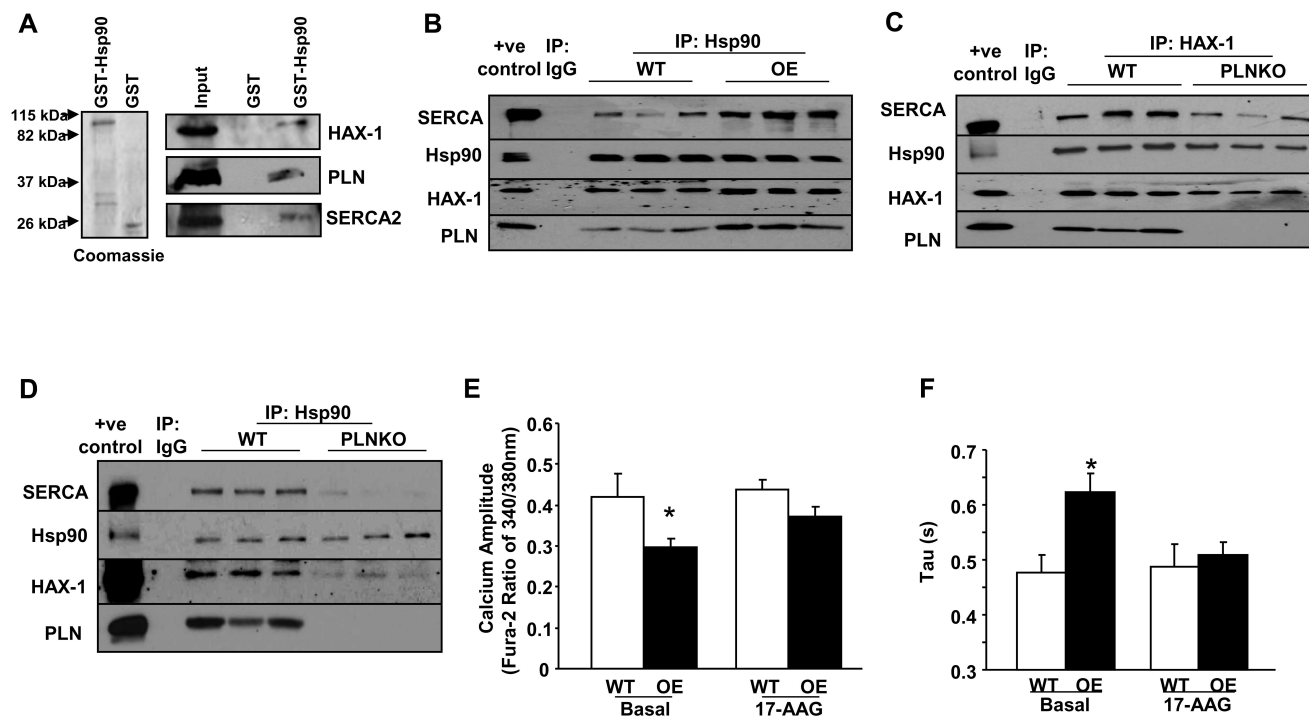 A
GST-Hsp90
GST
115 kDa
82 kDa
37 kDa
26 kDa
Coomassie
Input
GST
GST-Hsp90
HAX-1
PLN
SERCA2
B
+ve control
IP: IgG
IP: Hsp90
WT
OE
SERCA
Hsp90
HAX-1
PLN
C
+ve control
IP: IgG
IP: HAX-1
WT
PLNKO
SERCA
Hsp90
HAX-1
PLN
D
+ve control
IP: IgG
IP: Hsp90
WT
PLNKO
SERCA
Hsp90
HAX-1
PLN
E
Calcium Amplitude
(Fura-2 Ratio of 340/380nm)
0.6
0.5
0.4
0.3
0.2
0.1
0
*
WT OE WT OE
Basal 17-AAG
F
Tau (s)
0.7
0.6
0.5
0.4
0.3
*
WT OE WT OE
Basal 17-AAG